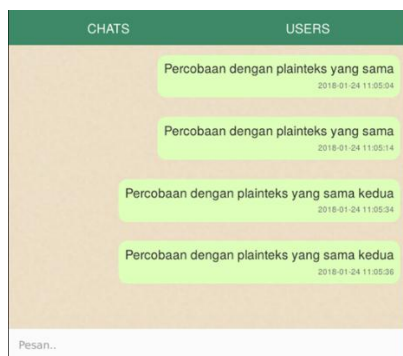 CHATS USERS
Percobaan dengan plainteks yang sama
2018-01-24 11:05:04
Percobaan dengan plainteks yang sama
2018-01-24 11:05:14
Percobaan dengan plainteks yang sama kedua
2018-01-24 11:05:34
Percobaan dengan plainteks yang sama kedua
2018-01-24 11:05:36
Pesan..